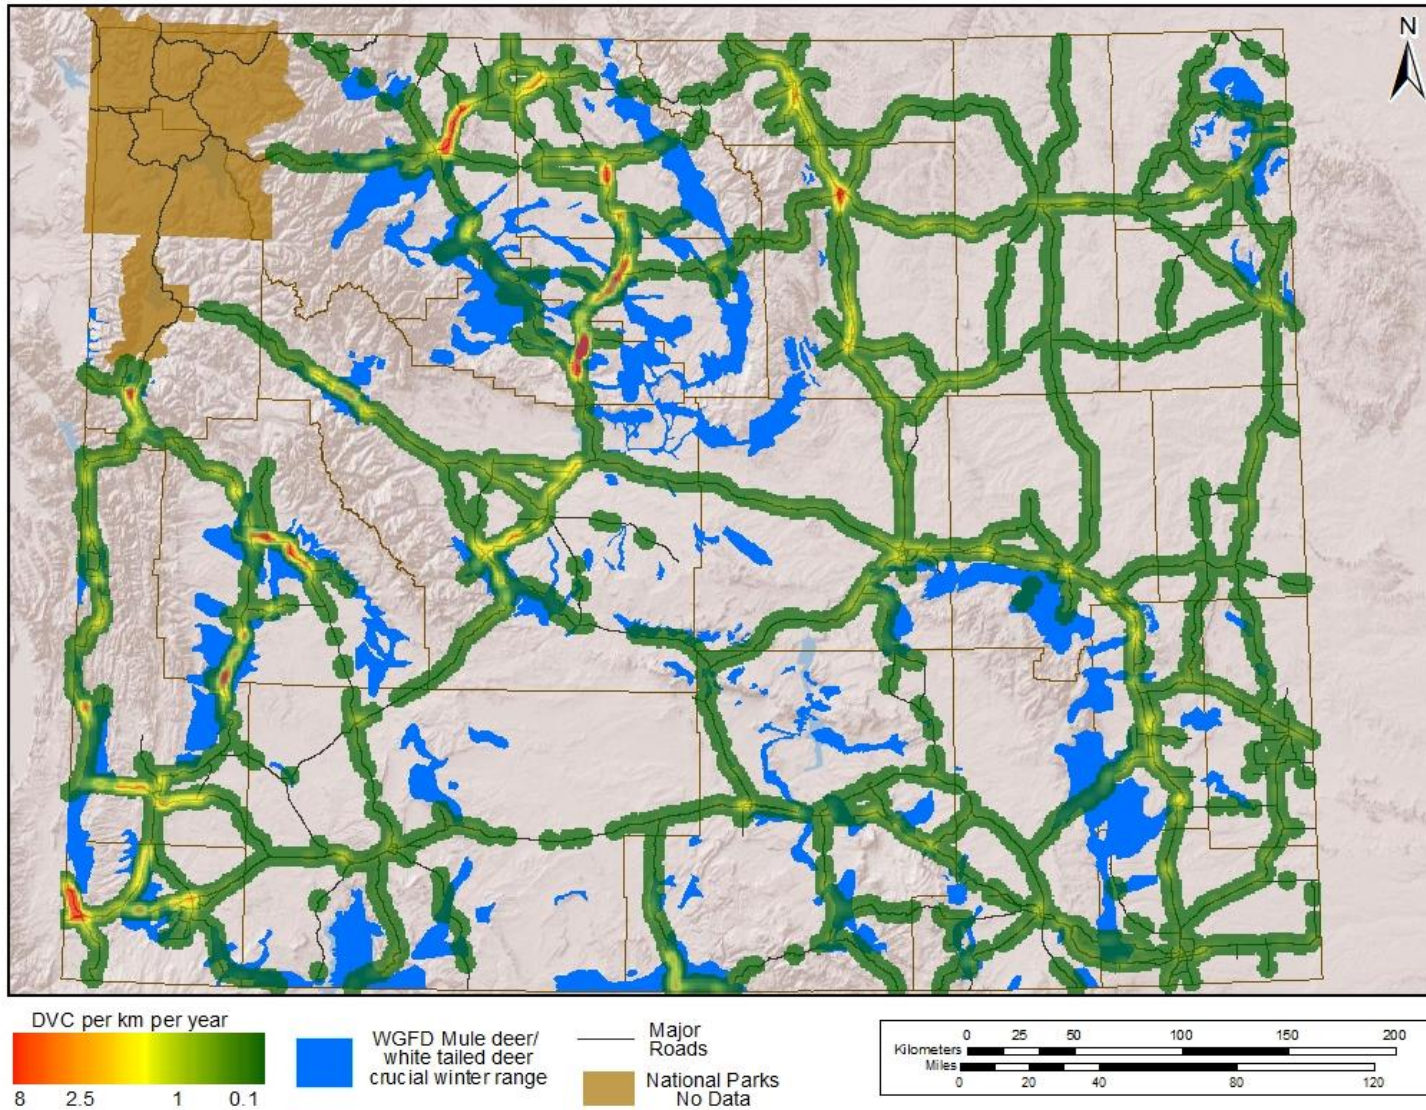 N
DVC per km per year
8 2.5 1 0.1
WGFD Mule deer/
white tailed deer
crucial winter range
Major
Roads
National Parks
No Data
0 25 50 100 150 200
Kilometers
Miles
0 20 40 80 120